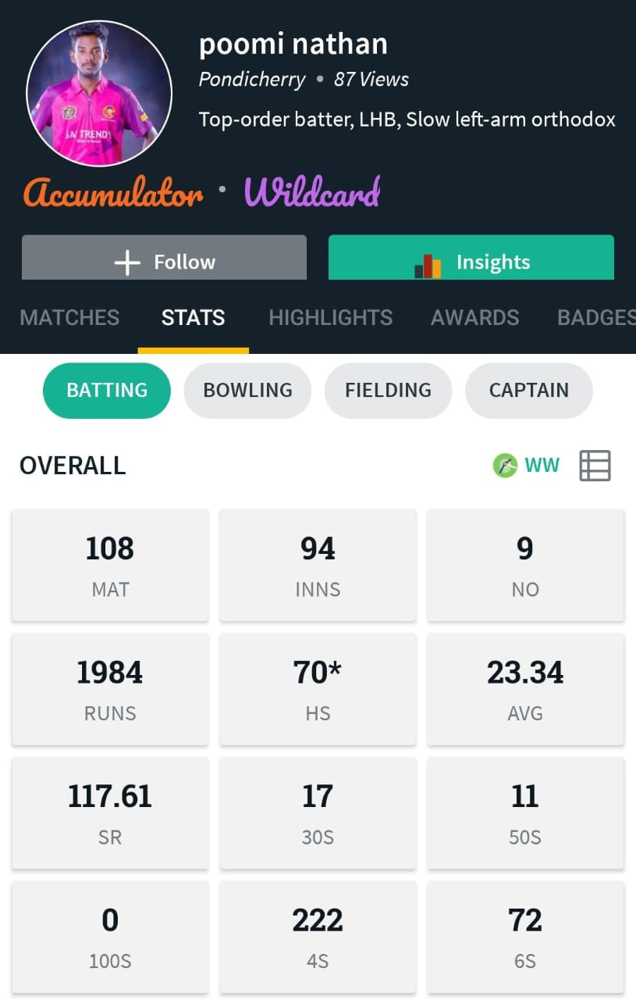 poomi nathan
Pondicherry • 87 Views
Top-order batter, LHB, Slow left-arm orthodox
SAI TRENDY
Accumulator • Wildcard
Follow Insights
MATCHES STATS HIGHLIGHTS AWARDS BADGES
BATTING BOWLING FIELDING CAPTAIN
OVERALL WW
108 94 9
MAT INNS NO
1984 70* 23.34
RUNS HS AVG
117.61 17 11
SR 30S 50S
0 222 72
100S 4S 6S